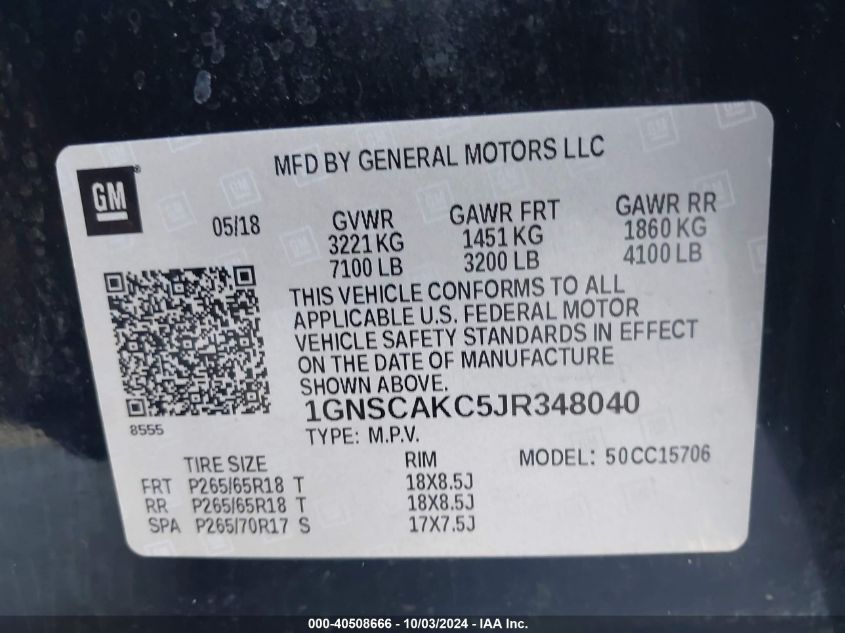 MFD BY GENERAL MOTORS LLC
GM
®
05/18 GVWR GAWR FRT GAWR RR
3221 KG 1451 KG 1860 KG
7100 LB 3200 LB 4100 LB
THIS VEHICLE CONFORMS TO ALL
APPLICABLE U.S. FEDERAL MOTOR
VEHICLE SAFETY STANDARDS IN EFFECT
ON THE DATE OF MANUFACTURE
SHOWN ABOVE.
8555
1GNSCAKC5JR348040
TYPE: M.P.V.
TIRE SIZE RIM MODEL: 50CC15706
FRT P265/65R18 T 18X8.5J
RR P265/65R18 T 18X8.5J
SPA P265/70R17 S 17X7.5J
000-40508666 - 10/03/2024 - IAA Inc.